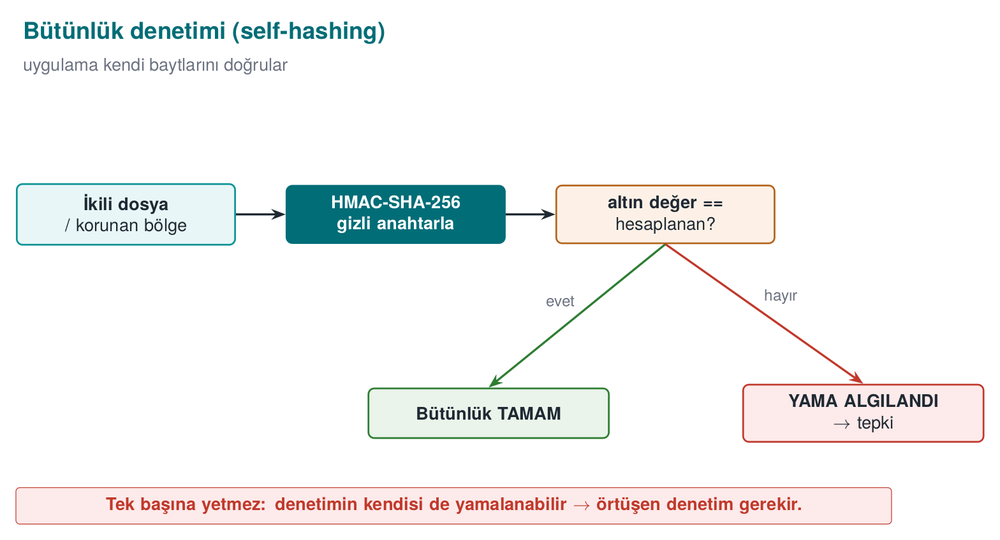 Bütünlük denetimi (self-hashing)
uygulama kendi baytlarını doğrular
İkili dosya
/ korunan bölge
HMAC-SHA-256
gizli anahtarla
altın değer ==
hesaplanan?
evet
hayır
Bütünlük TAMAM
YAMA ALGILANDI
→ tepki
Tek başına yetmez: denetimin kendisi de yamalanabilir → örtüşen denetim gerekir.